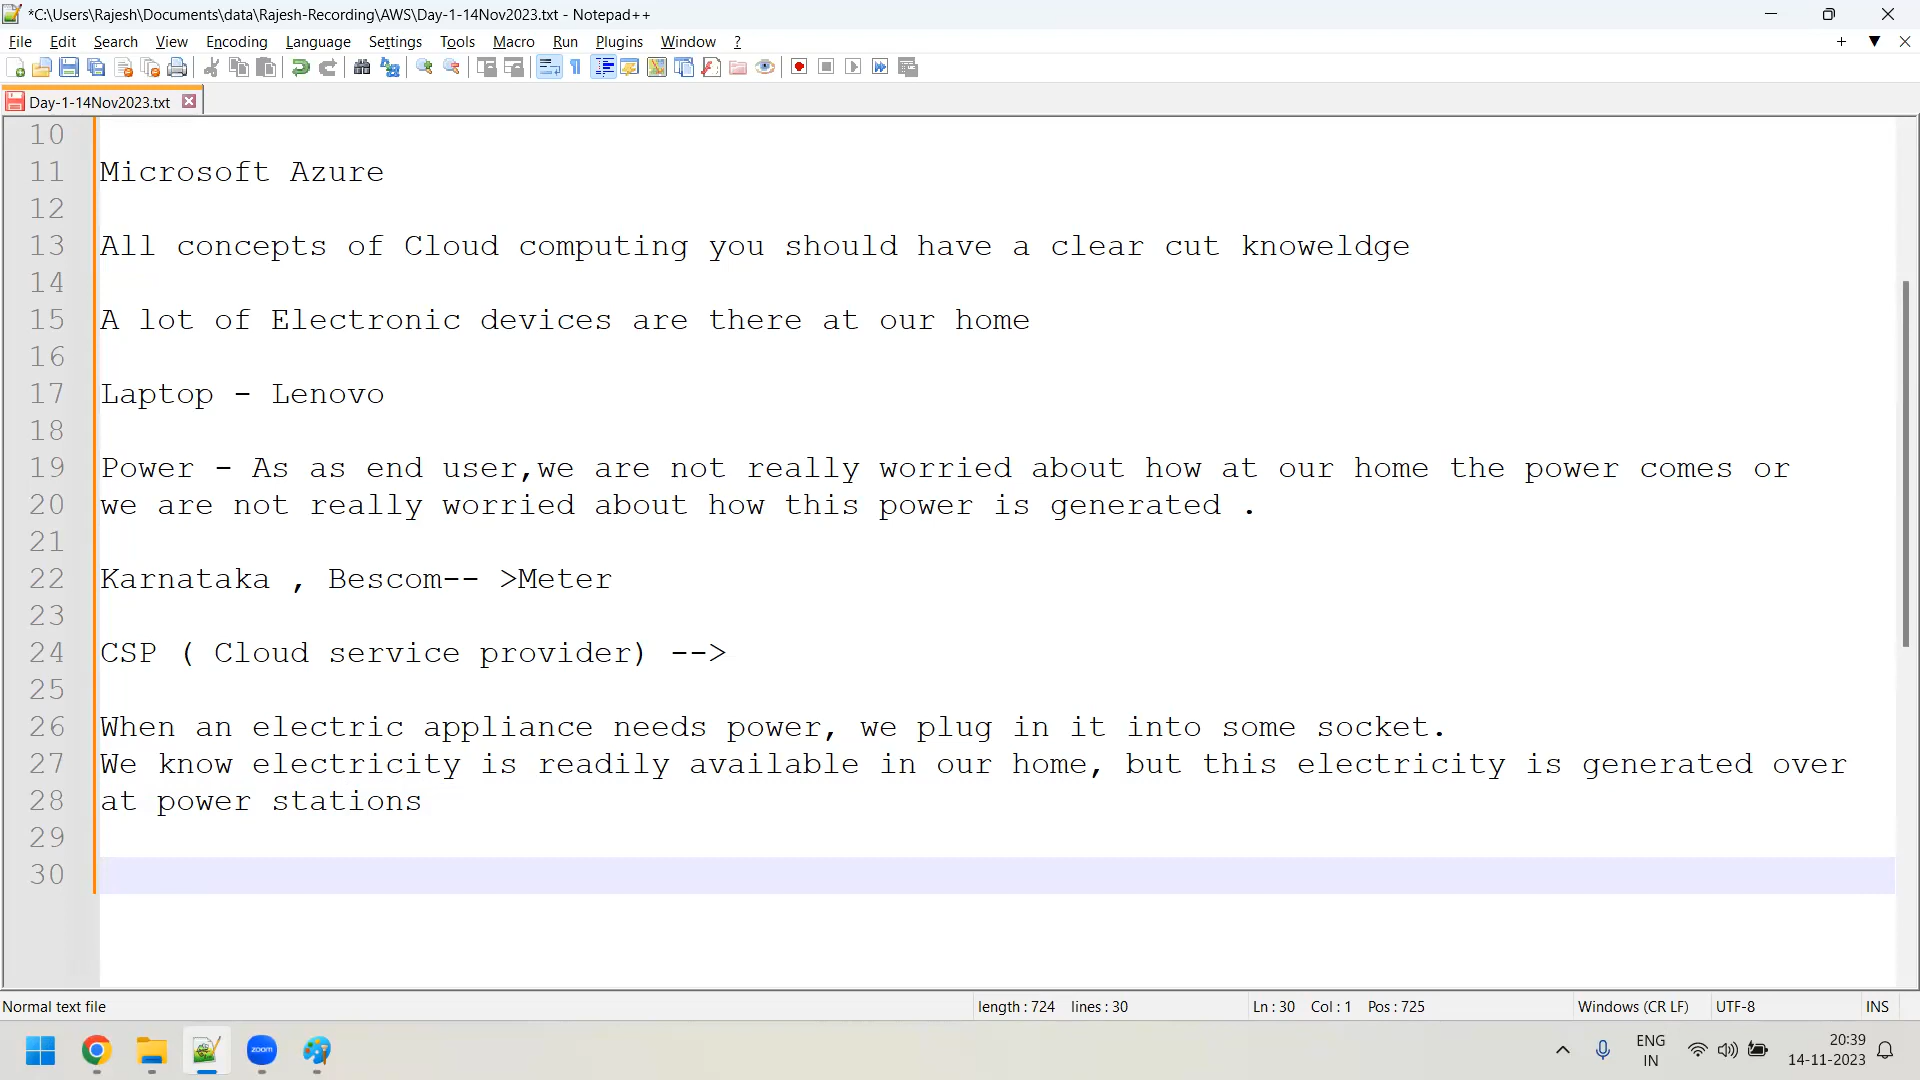 *C:\Users\Rajesh\Documents\data\Rajesh-Recording\AWS\Day-1-14Nov2023.txt - Notepad++
File Edit Search View Encoding Language Settings Tools Macro Run Plugins Window ?
Day-1-14Nov2023.txt
10
11 Microsoft Azure
12
13 All concepts of Cloud computing you should have a clear cut knoweldge
14
15 A lot of Electronic devices are there at our home
16
17 Laptop - Lenovo
18
19 Power - As as end user,we are not really worried about how at our home the power comes or
20 we are not really worried about how this power is generated .
21
22 Karnataka , Bescom-- >Meter
23
24 CSP ( Cloud service provider) -->
25
26 When an electric appliance needs power, we plug in it into some socket.
27 We know electricity is readily available in our home, but this electricity is generated over
28 at power stations
29
30
Normal text file length : 724 lines : 30 Ln : 30 Col : 1 Pos : 725 Windows (CR LF) UTF-8 INS
zoom
ENG
IN
20:39
14-11-2023